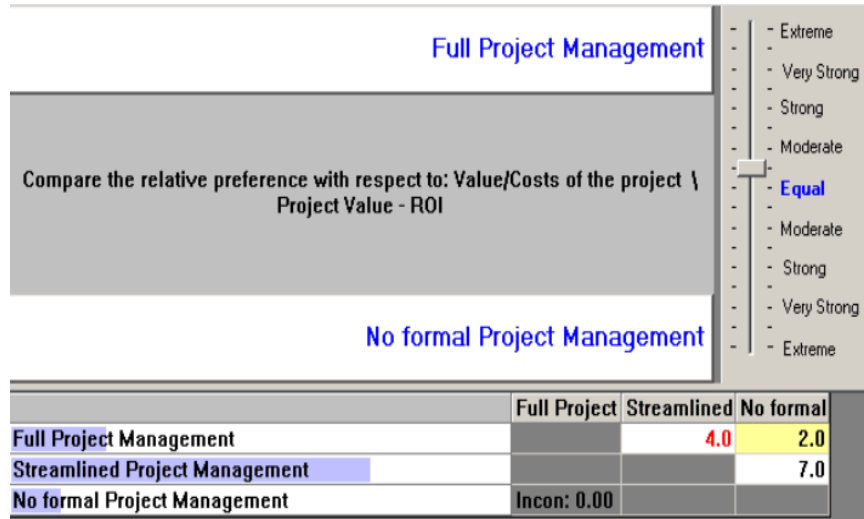 Full Project Management
Extreme
Very Strong
Strong
Moderate
Equal
Moderate
Strong
Very Strong
Extreme
Compare the relative preference with respect to: Value/Costs of the project \
Project Value - ROI
No formal Project Management
Full Project Streamlined No formal
Full Project Management 4.0 2.0
Streamlined Project Management 7.0
No formal Project Management Incon: 0.00